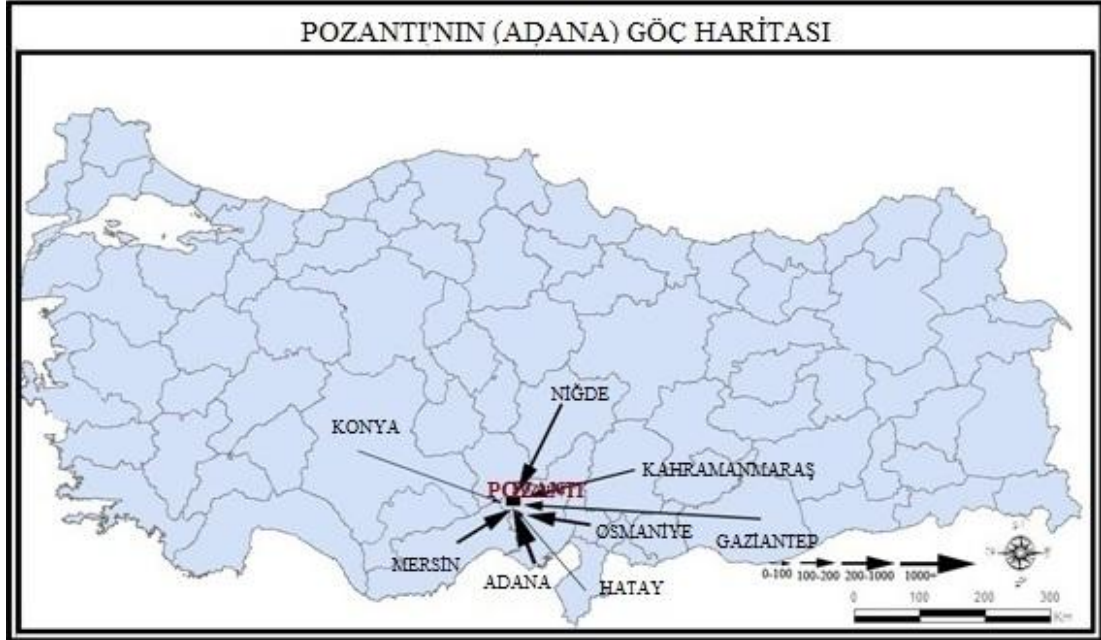 POZANTI'NIN (ADANA) GÖÇ HARİTASI
NİĞDE
KONYA
KAHRAMANMARAŞ
POZANTI
OSMANİYE
GAZİANTEP
MERSİN
ADANA
HATAY
0-100 100-200 200-1000 1000+
0 100 200 300
Km